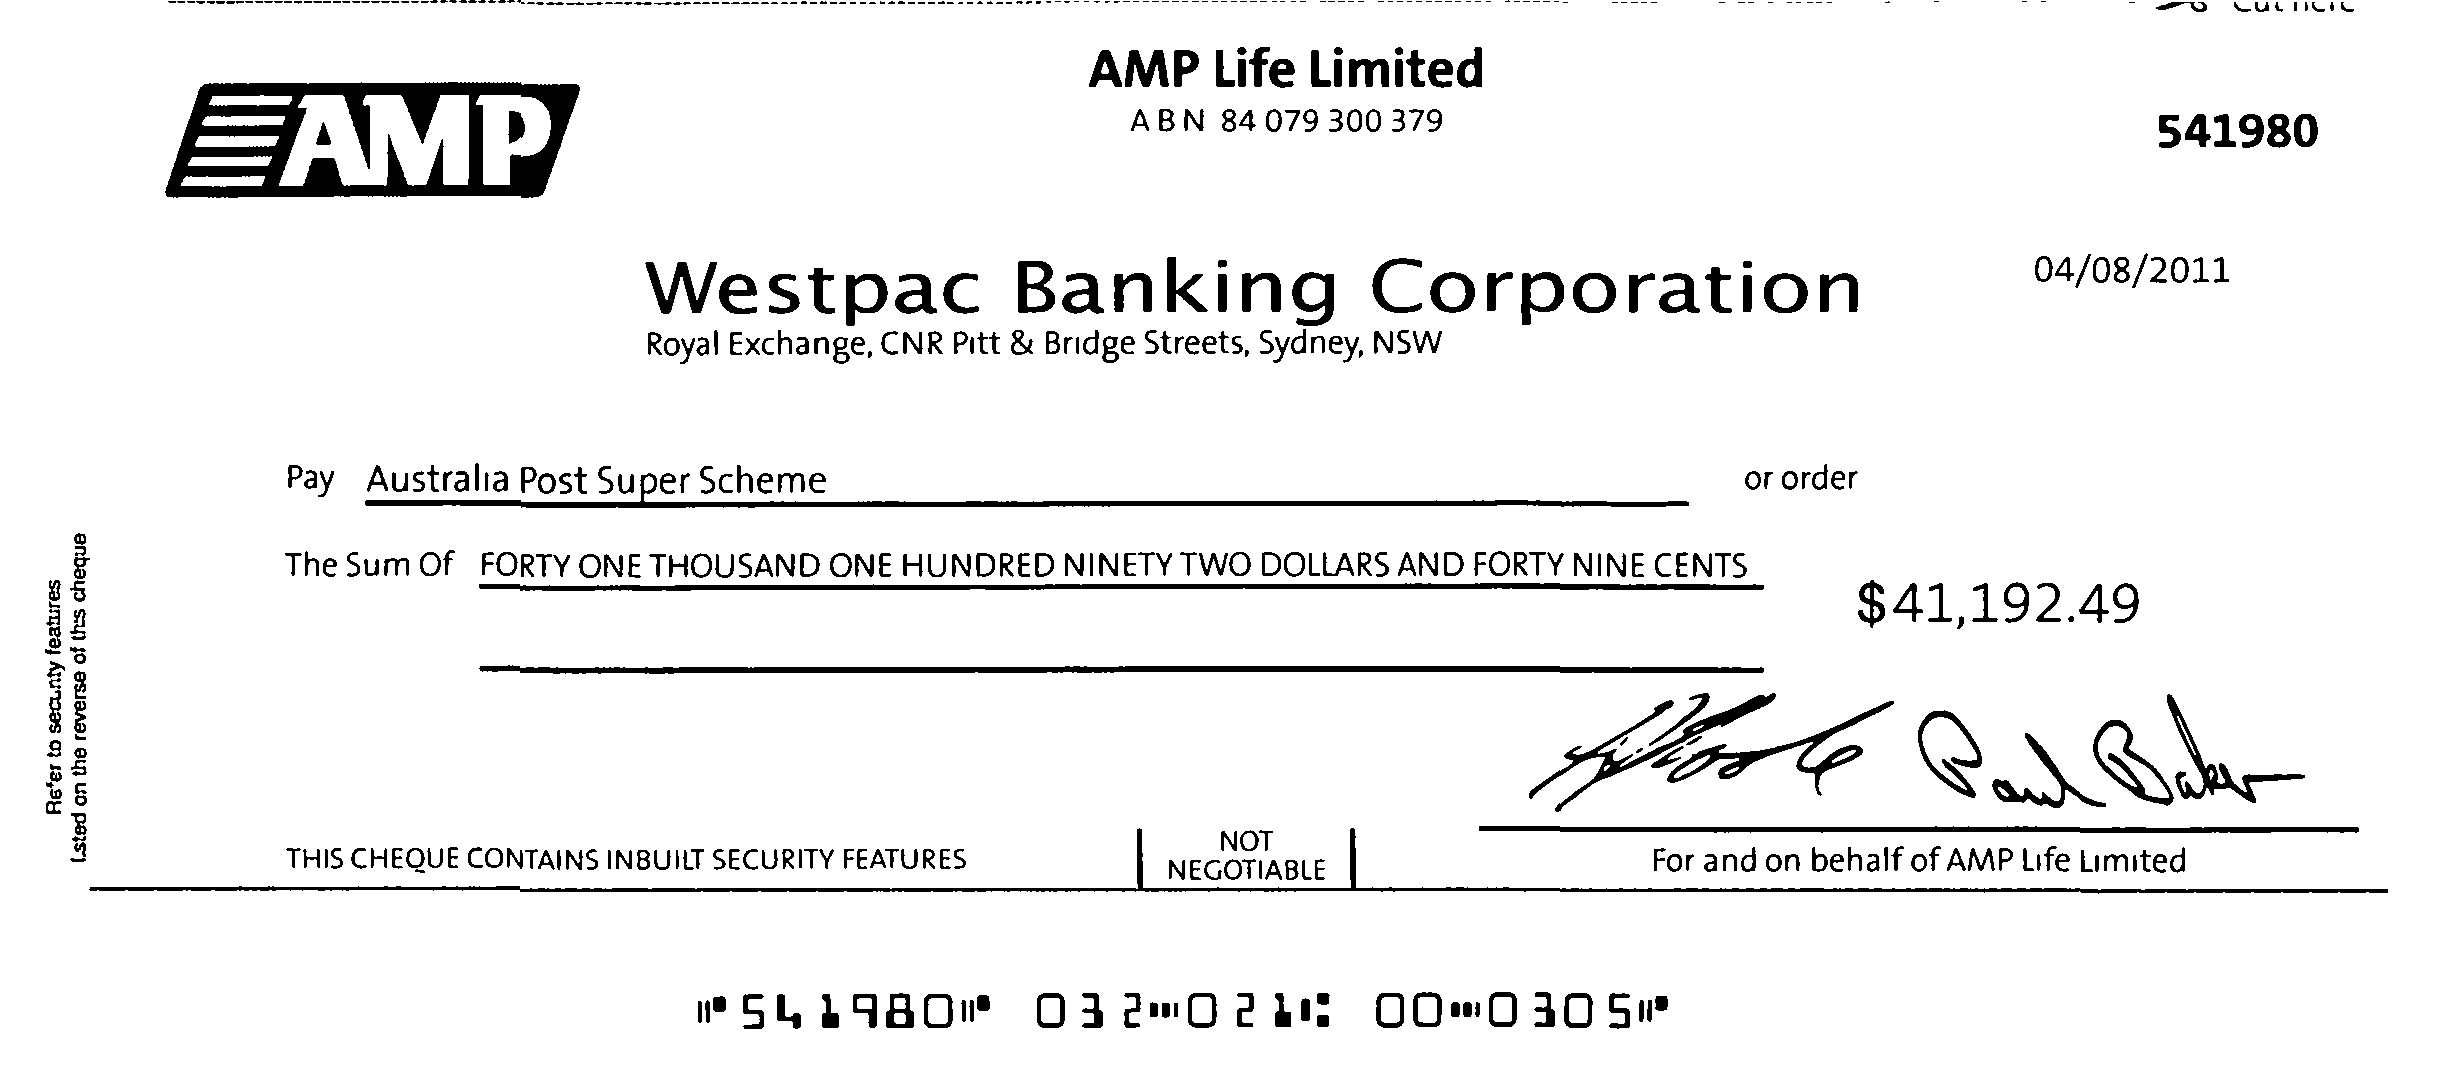 AMP Life Limited
ABN 84 079 300 379
AMP
541980
Westpac Banking Corporation
04/08/2011
Royal Exchange, CNR Pitt & Bridge Streets, Sydney, NSW
Pay Australia Post Super Scheme or order
The Sum Of FORTY ONE THOUSAND ONE HUNDRED NINETY TWO DOLLARS AND FORTY NINE CENTS
$41,192.49
Refer to security features
Listed on the reverse of this cheque
Paul Baker
THIS CHEQUE CONTAINS INBUILT SECURITY FEATURES
NOT
NEGOTIABLE
For and on behalf of AMP Life Limited
⑈541980⑈ 032⑉021⑆ 00⑉0305⑈